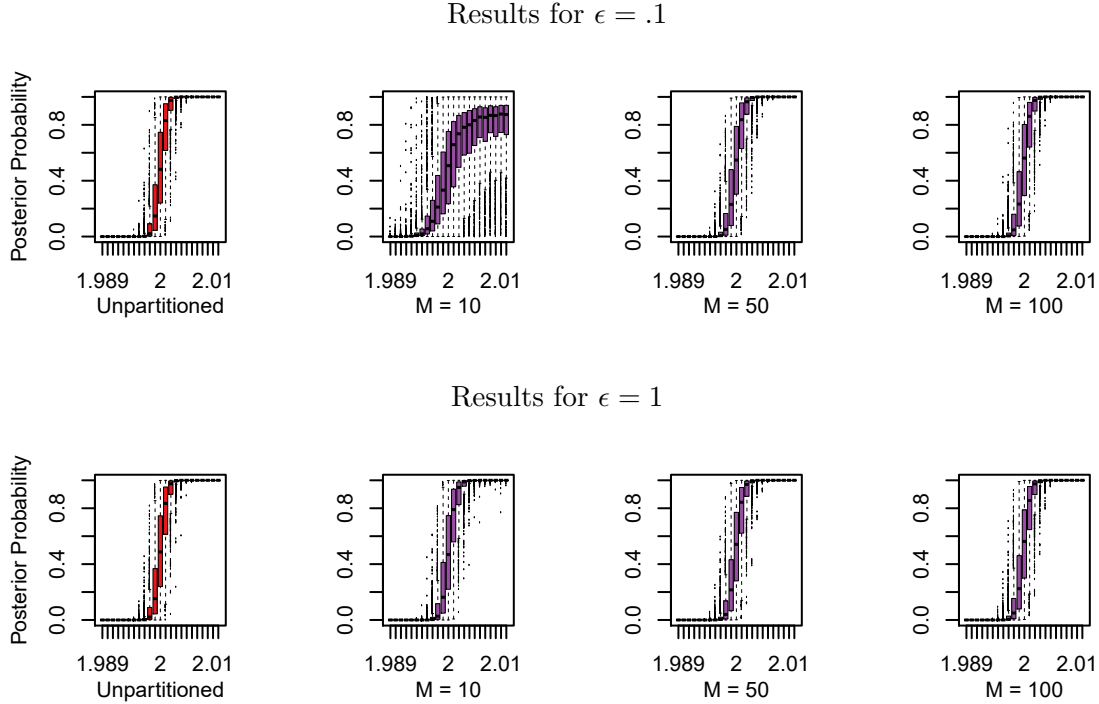 Results for ϵ = .1
Posterior Probability
0.0 0.4 0.8
0.0 0.4 0.8
0.0 0.4 0.8
0.0 0.4 0.8
1.989 2 2.01
1.989 2 2.01
1.989 2 2.01
1.989 2 2.01
Unpartitioned
M = 10
M = 50
M = 100
Results for ϵ = 1
Posterior Probability
0.0 0.4 0.8
0.0 0.4 0.8
0.0 0.4 0.8
0.0 0.4 0.8
1.989 2 2.01
1.989 2 2.01
1.989 2 2.01
1.989 2 2.01
Unpartitioned
M = 10
M = 50
M = 100